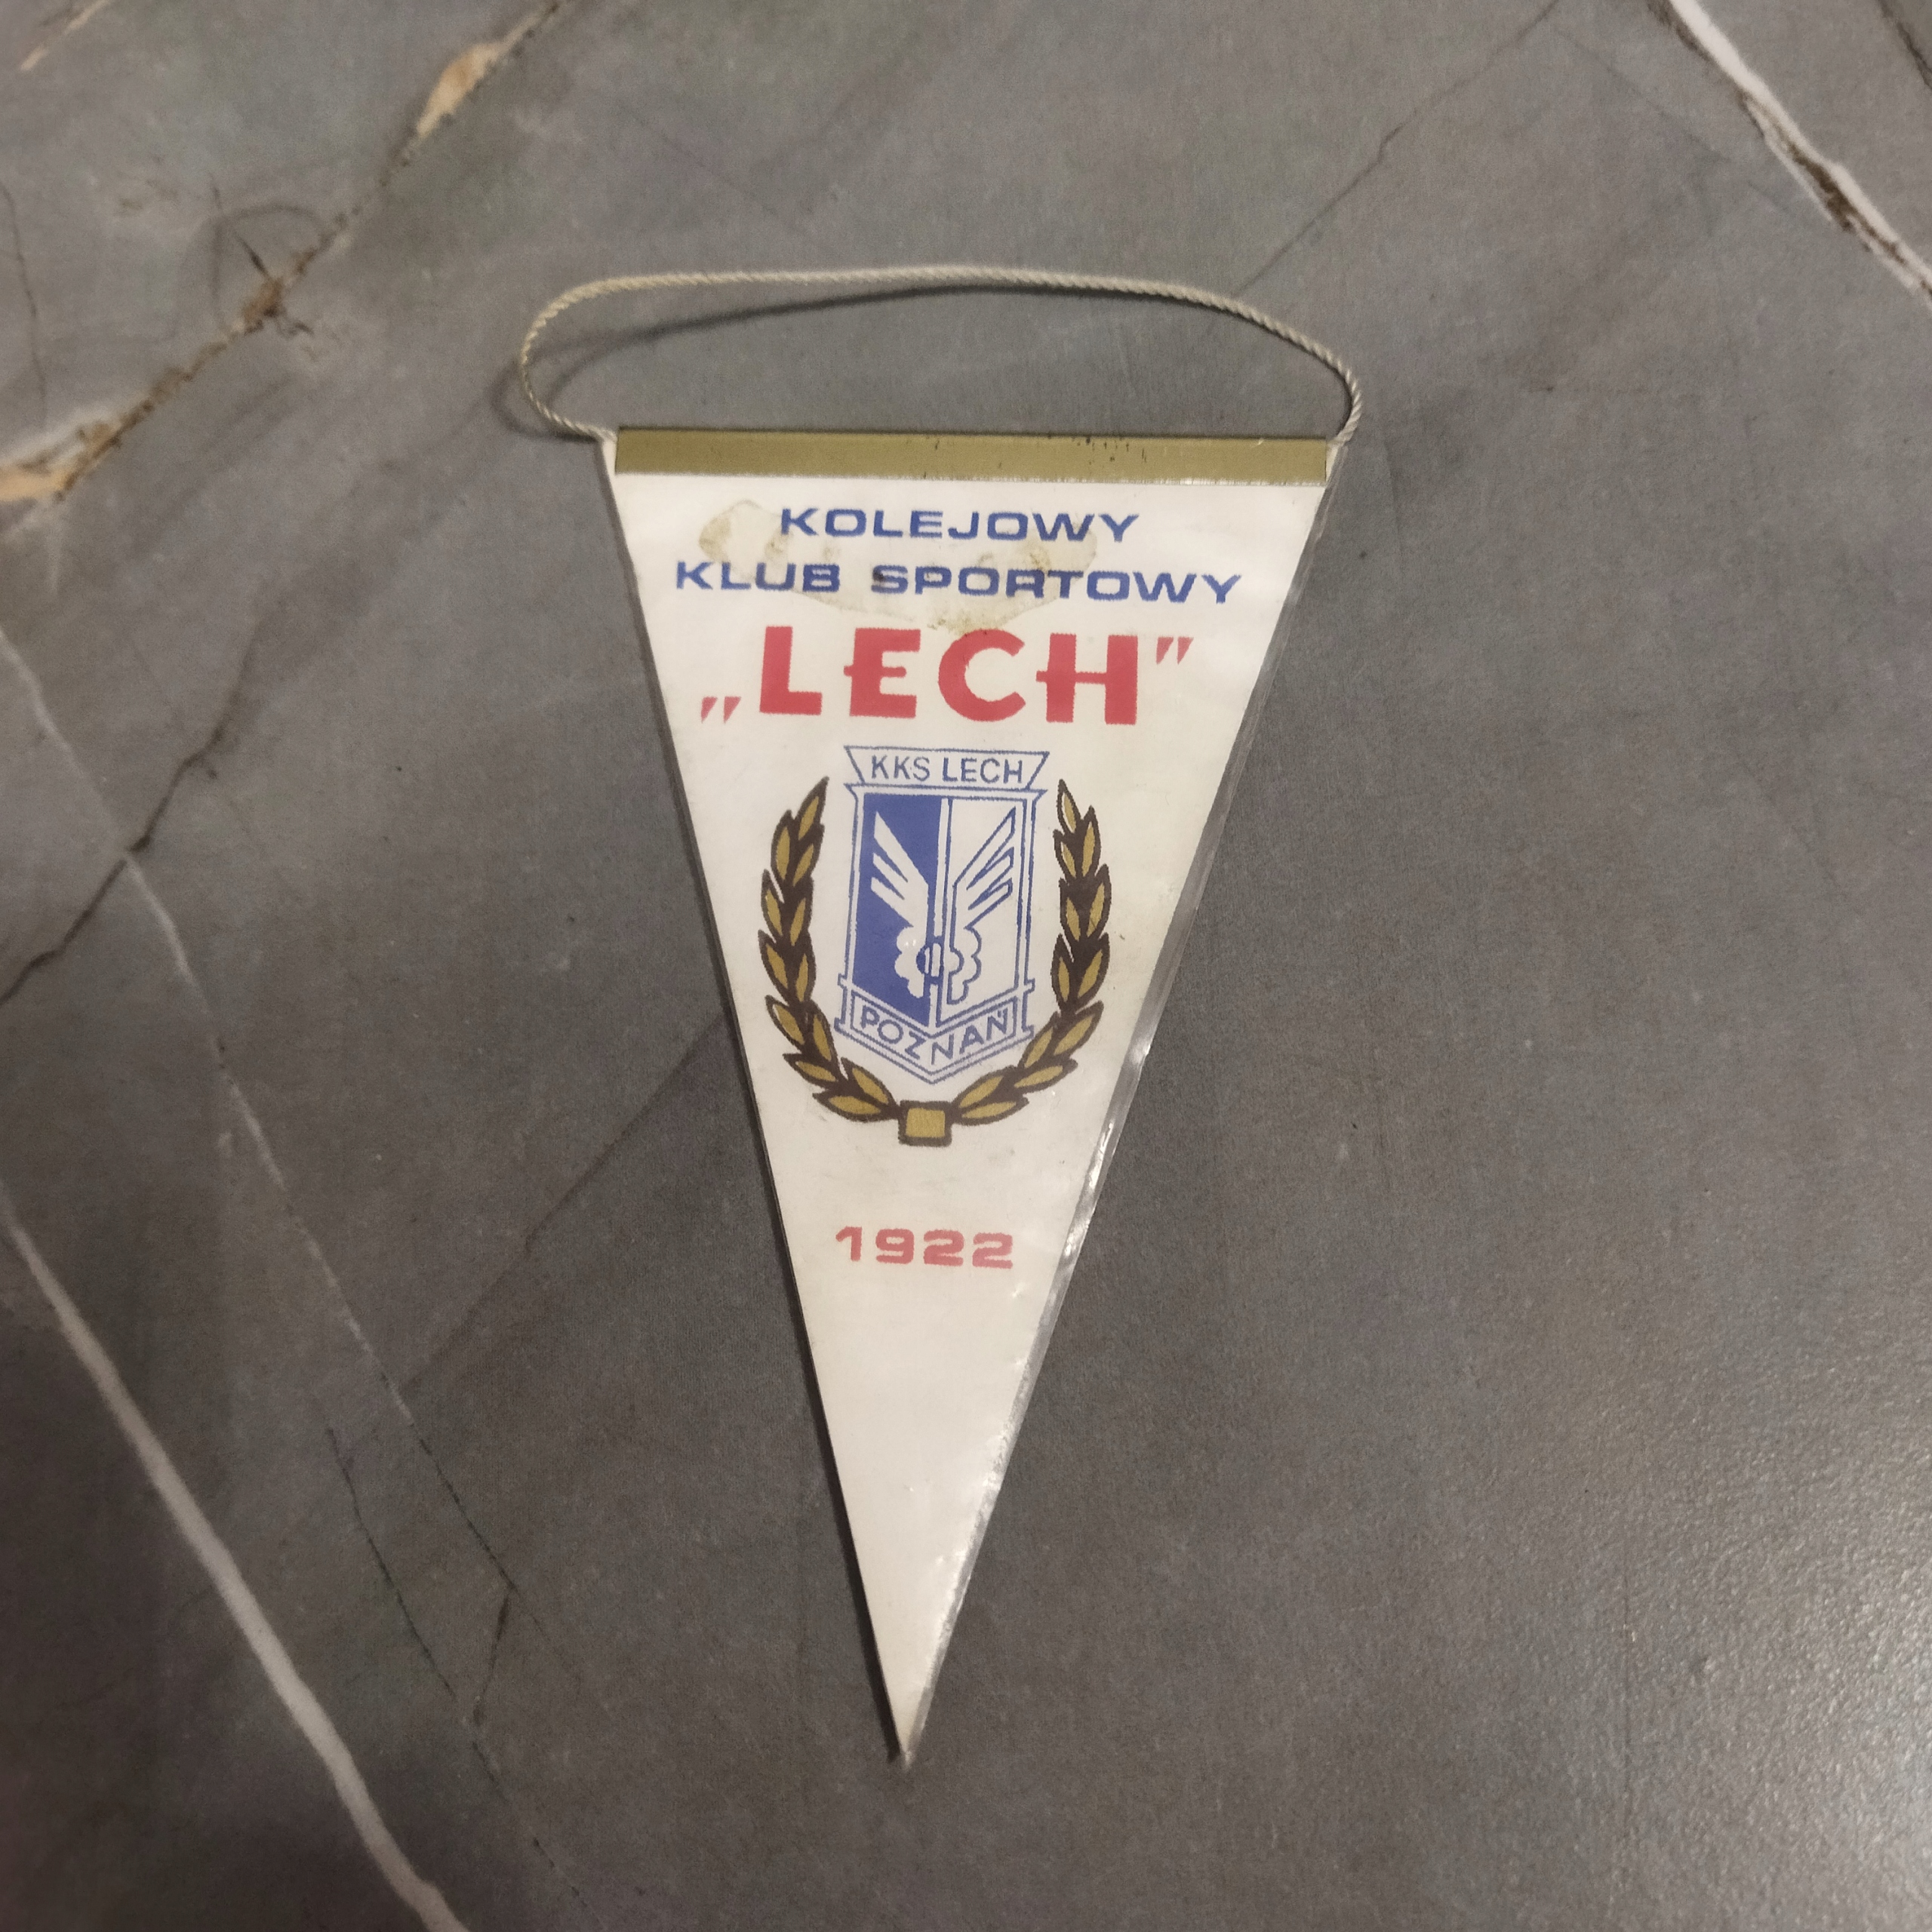 KOLEJOWY
KLUB SPORTOWY
„LECH”
KKS LECH
POZNAŃ
1922